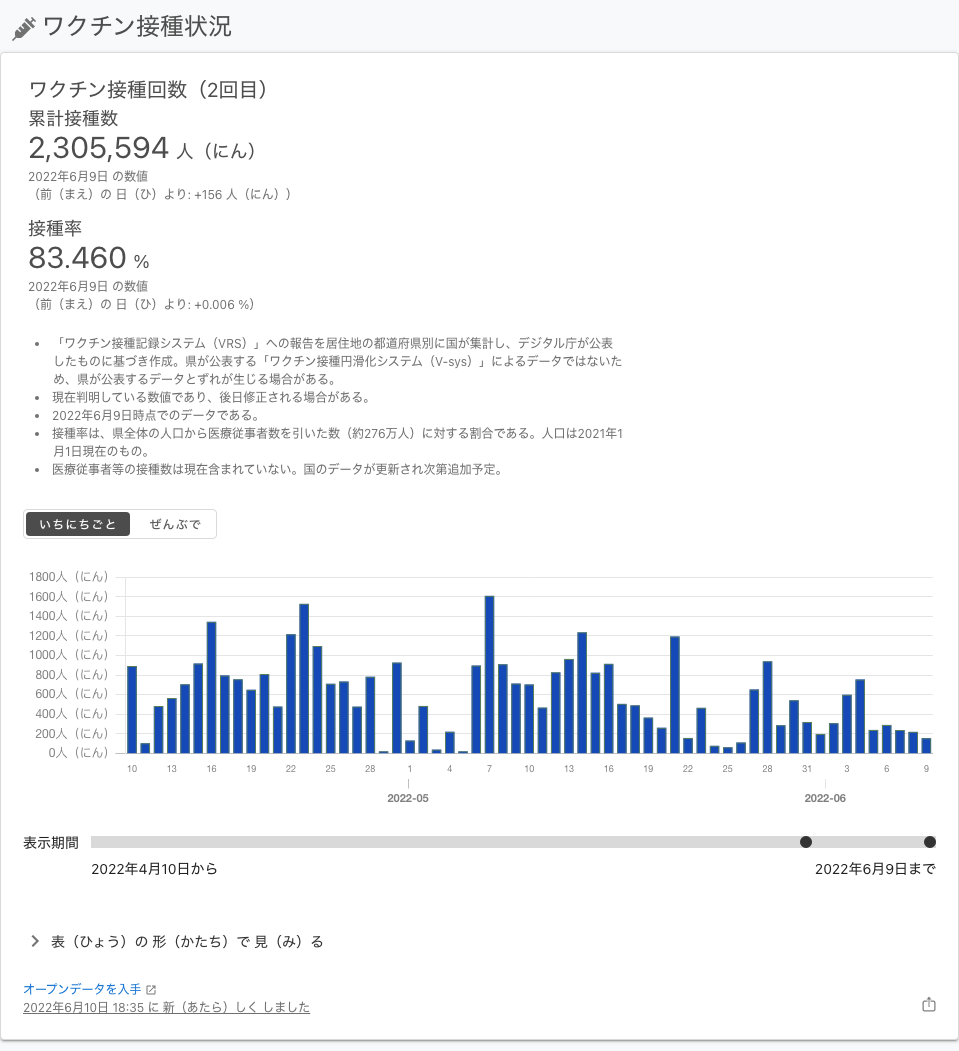 ワクチン接種状況
ワクチン接種回数（2回目）
累計接種数
2,305,594 人（にん）
2022年6月9日 の数値
（前（まえ）の 日（ひ）より: +156 人（にん））
接種率
83.460 %
2022年6月9日 の数値
（前（まえ）の 日（ひ）より: +0.006 %）
「ワクチン接種記録システム（VRS）」への報告を居住地の都道府県別に国が集計し、デジタル庁が公表
したものに基づき作成。県が公表する「ワクチン接種円滑化システム（V-sys）」によるデータではないた
め、県が公表するデータとずれが生じる場合がある。
現在判明している数値であり、後日修正される場合がある。
2022年6月9日時点でのデータである。
接種率は、県全体の人口から医療従事者数を引いた数（約276万人）に対する割合である。人口は2021年1
月1日現在のもの。
医療従事者等の接種数は現在含まれていない。国のデータが更新され次第追加予定。
いちにちごと ぜんぶで
1800人（にん）
1600人（にん）
1400人（にん）
1200人（にん）
1000人（にん）
800人（にん）
600人（にん）
400人（にん）
200人（にん）
0人（にん）
10 13 16 19 22 25 28 1 4 7 10 13 16 19 22 25 28 31 3 6 9
2022-05 2022-06
表示期間
2022年4月10日から 2022年6月9日まで
表（ひょう）の 形（かたち）で 見（み）る
オープンデータを入手
2022年6月10日 18:35 に 新（あたら）しく しました